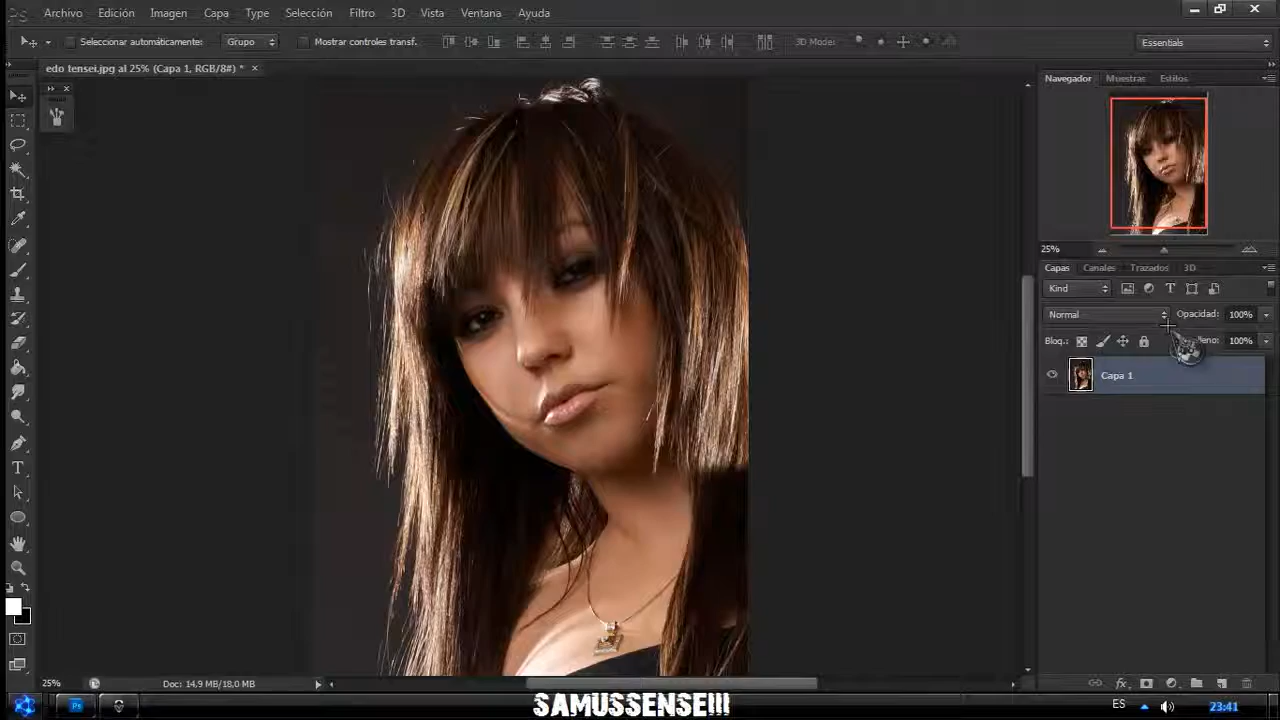 Archivo Edición Imagen Capa Type Selección Filtro 3D Vista Ventana Ayuda
Seleccionar automáticamente: Grupo Mostrar controles transf. 3D Mode: Essentials
edo tensei.jpg al 25% (Capa 1, RGB/8#) *
Navegador Muestras Estilos
25%
Capas Canales Trazados 3D
Kind
Normal Opacidad: 100%
Bloq.: 100%
Capa 1
25% Doc: 14,9 MB/18,0 MB
SAMUSSENSEIII
Ps ES 23:41